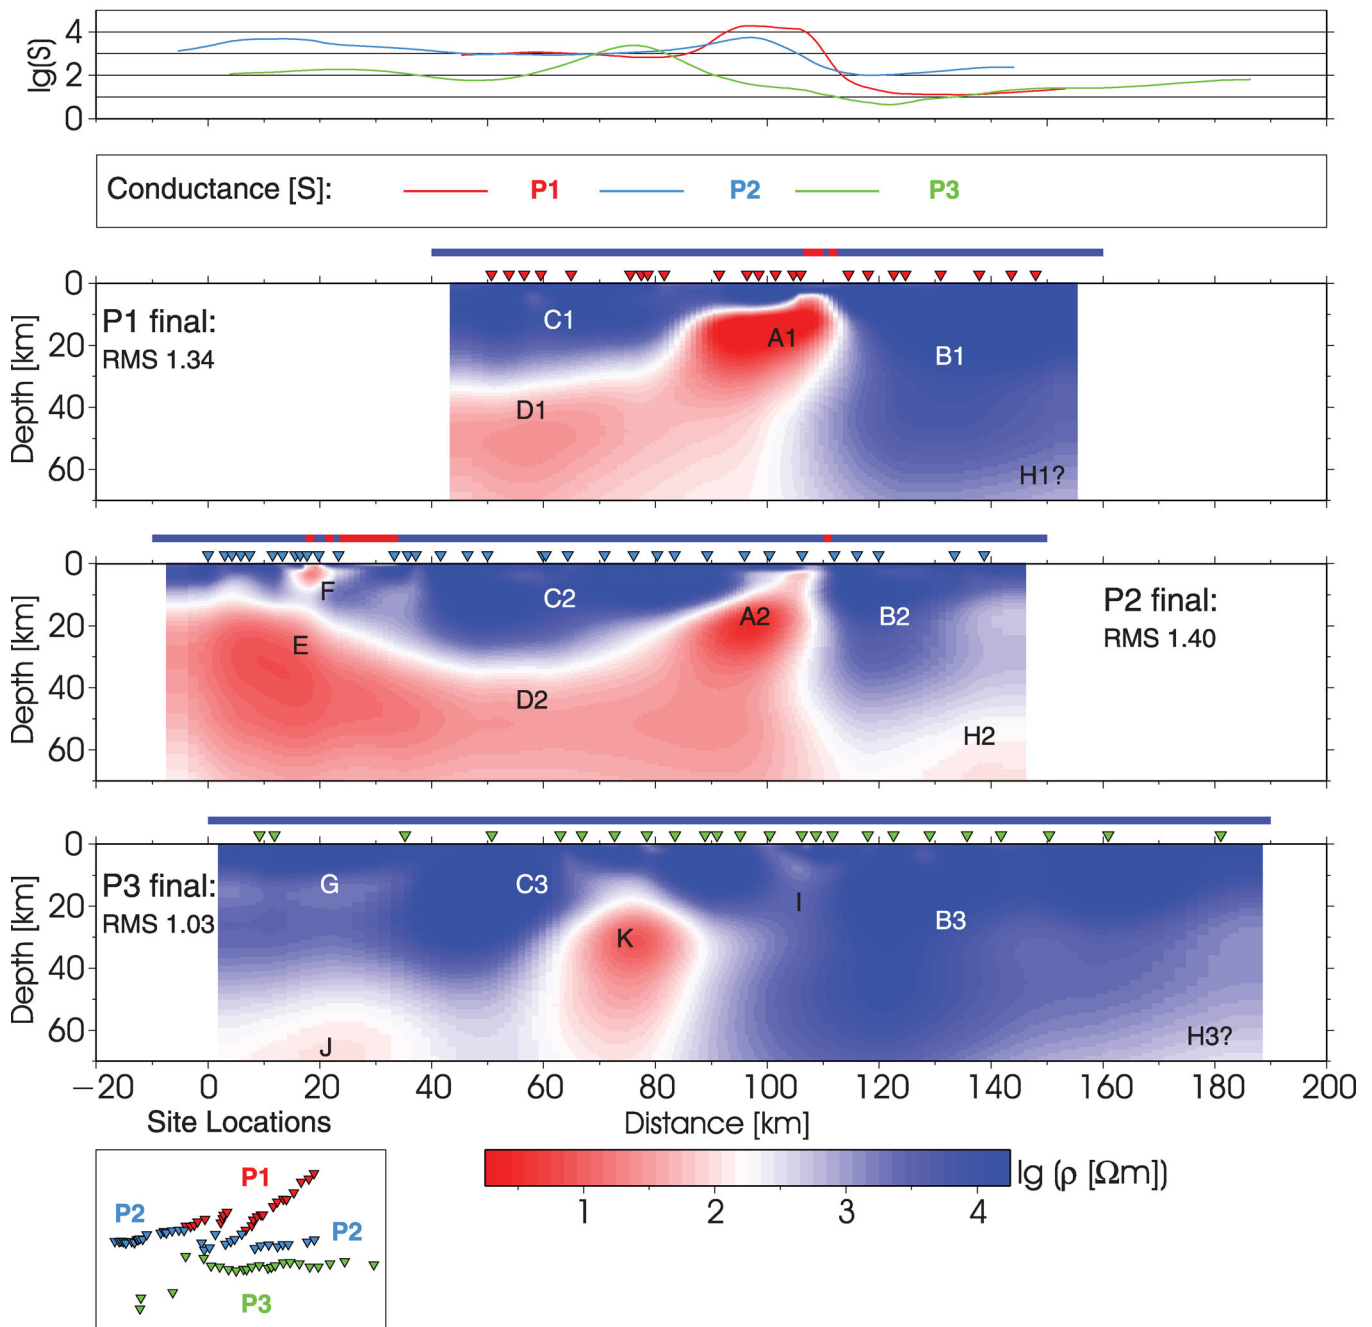 4
2
0
lg(S)
Conductance [S]: P1 P2 P3
0
20
40
60
Depth [km]
P1 final:
RMS 1.34
C1
A1
B1
D1
H1?
0
20
40
60
Depth [km]
F
C2
A2
B2
E
D2
H2
P2 final:
RMS 1.40
0
20
40
60
Depth [km]
P3 final:
RMS 1.03
G
C3
I
B3
K
J
H3?
−20 0 20 40 60 80 100 120 140 160 180 200
Distance [km]
Site Locations
P1
P2
P2
P3
1 2 3 4
lg (ρ [Ωm])